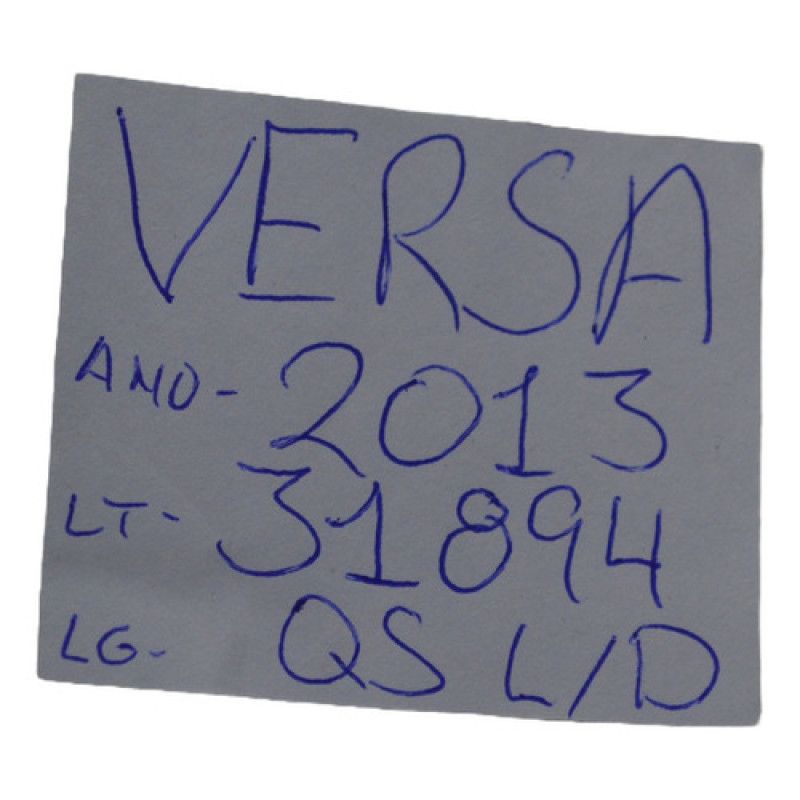 VERSA
ANO- 2013
LT- 31894
LG- QS L/D